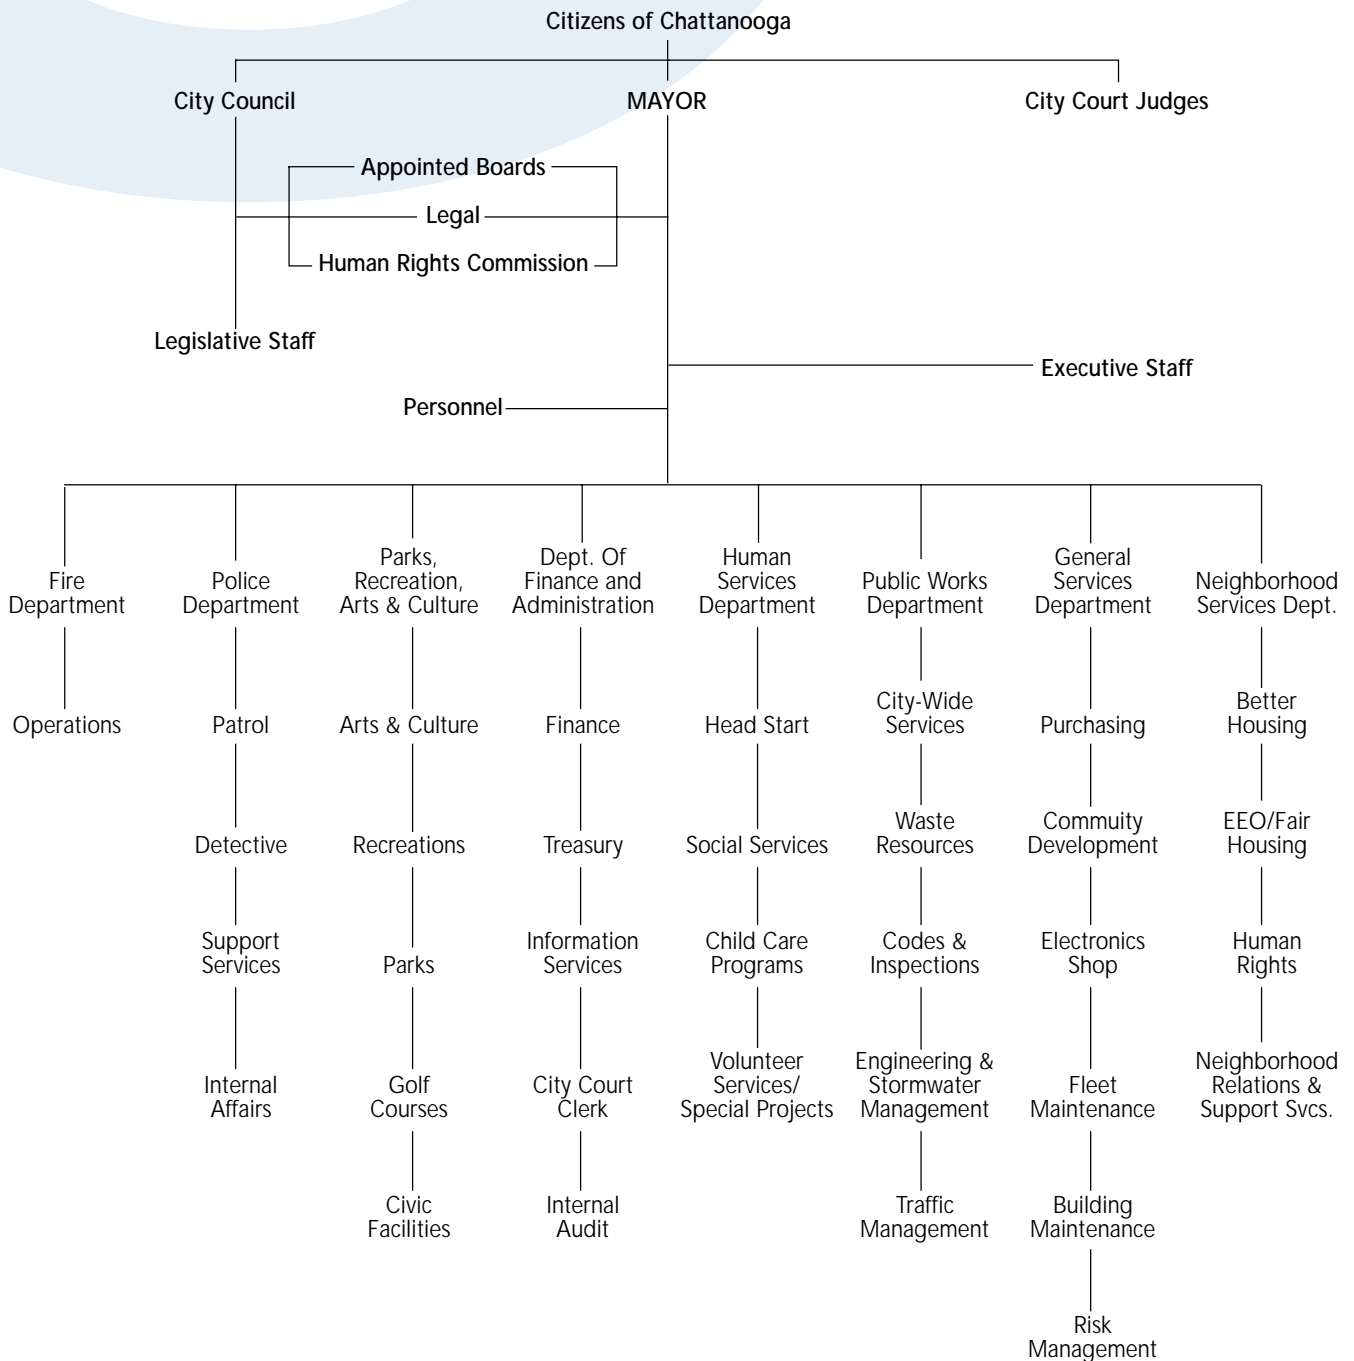 Citizens of Chattanooga
City Council
MAYOR
City Court Judges
Appointed Boards
Legal
Human Rights Commission
Legislative Staff
Executive Staff
Personnel
Fire
Department
Police
Department
Parks,
Recreation,
Arts & Culture
Dept. Of
Finance and
Administration
Human
Services
Department
Public Works
Department
General
Services
Department
Neighborhood
Services Dept.
Operations
Patrol
Arts & Culture
Finance
Head Start
City-Wide
Services
Purchasing
Better
Housing
Detective
Recreations
Treasury
Social Services
Waste
Resources
Commuity
Development
EEO/Fair
Housing
Support
Services
Parks
Information
Services
Child Care
Programs
Codes &
Inspections
Electronics
Shop
Human
Rights
Internal
Affairs
Golf
Courses
City Court
Clerk
Volunteer
Services/
Special Projects
Engineering &
Stormwater
Management
Fleet
Maintenance
Neighborhood
Relations &
Support Svcs.
Civic
Facilities
Internal
Audit
Traffic
Management
Building
Maintenance
Risk
Management